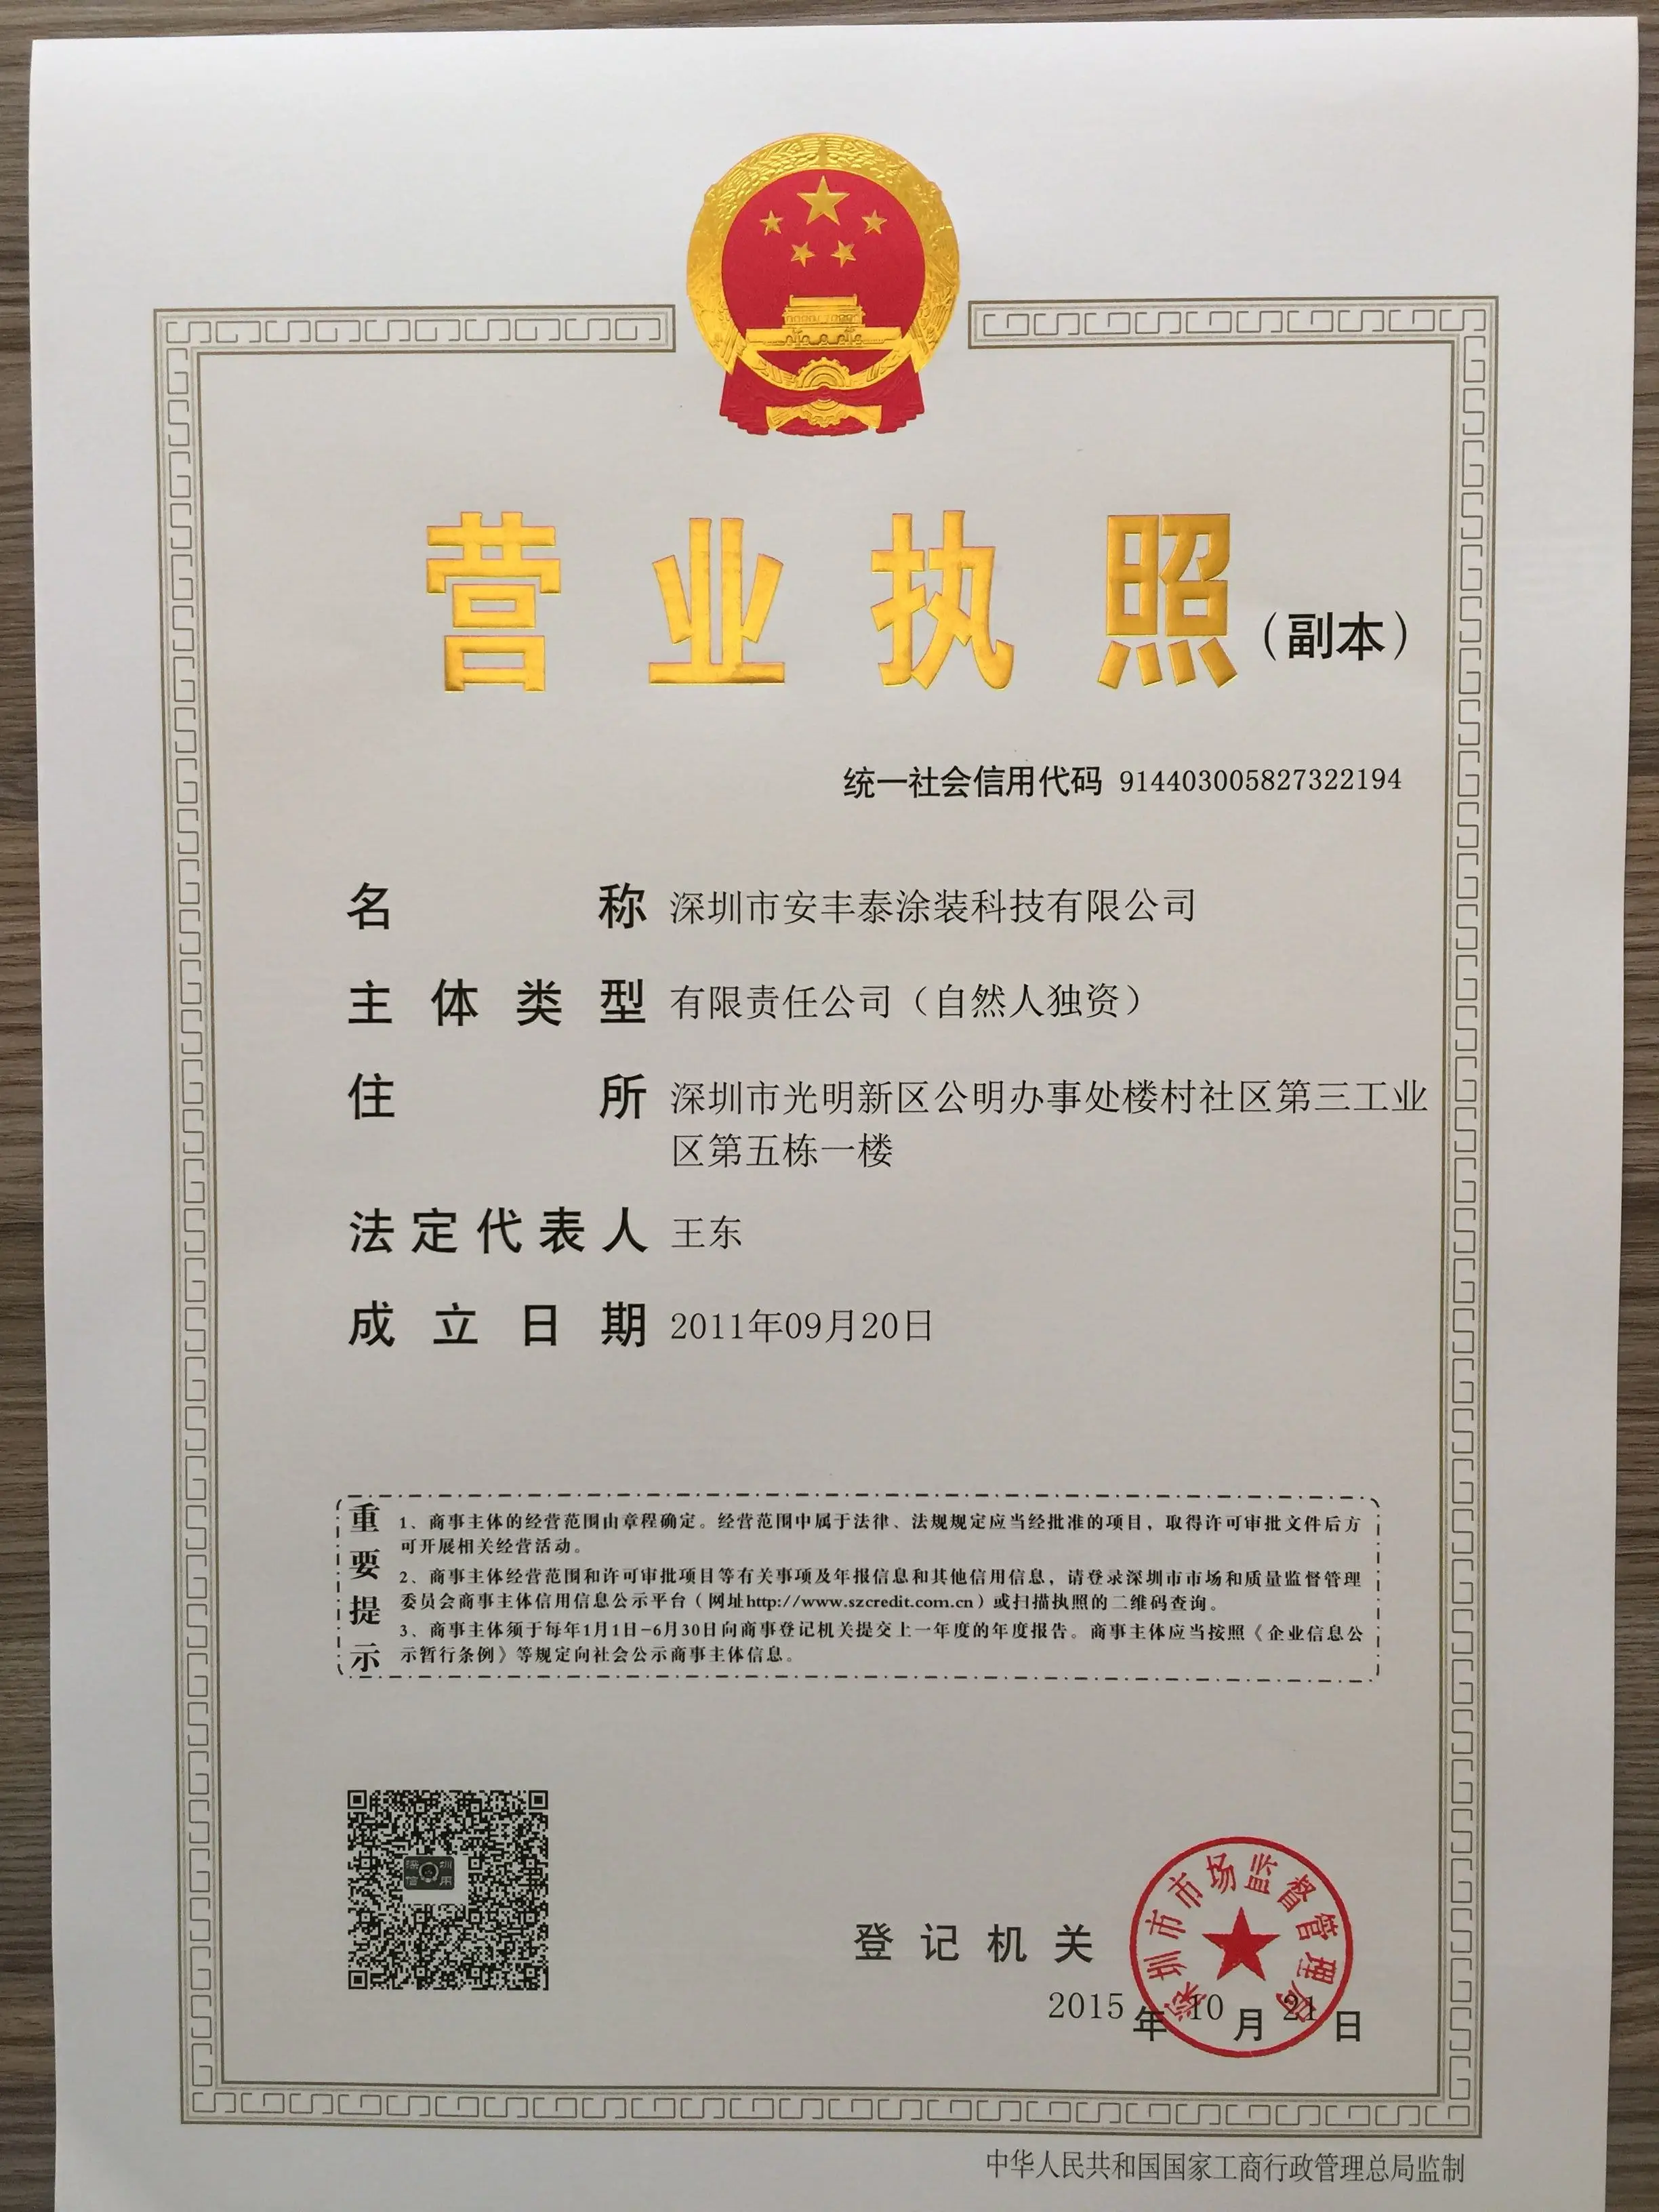 营业执照（副本）
统一社会信用代码 914403005827322194
名称 深圳市安丰泰涂装科技有限公司
主体类型 有限责任公司（自然人独资）
住所 深圳市光明新区公明办事处楼村社区第三工业
区第五栋一楼
法定代表人 王东
成立日期 2011年09月20日
重要提示
1、商事主体的经营范围由章程确定。经营范围中属于法律、法规规定应当经批准的项目，取得许可审批文件后方
可开展相关经营活动。
2、商事主体经营范围和许可审批项目等有关事项及年报信息和其他信用信息，请登录深圳市市场和质量监督管理
委员会商事主体信用信息公示平台（网址http://www.szcredit.com.cn）或扫描执照的二维码查询。
3、商事主体须于每年1月1日-6月30日向商事登记机关提交上一年度的年度报告。商事主体应当按照《企业信息公
示暂行条例》等规定向社会公示商事主体信息。
深圳
信用
登记机关
深圳市市场监督管理局
2015年10月21日
中华人民共和国国家工商行政管理总局监制